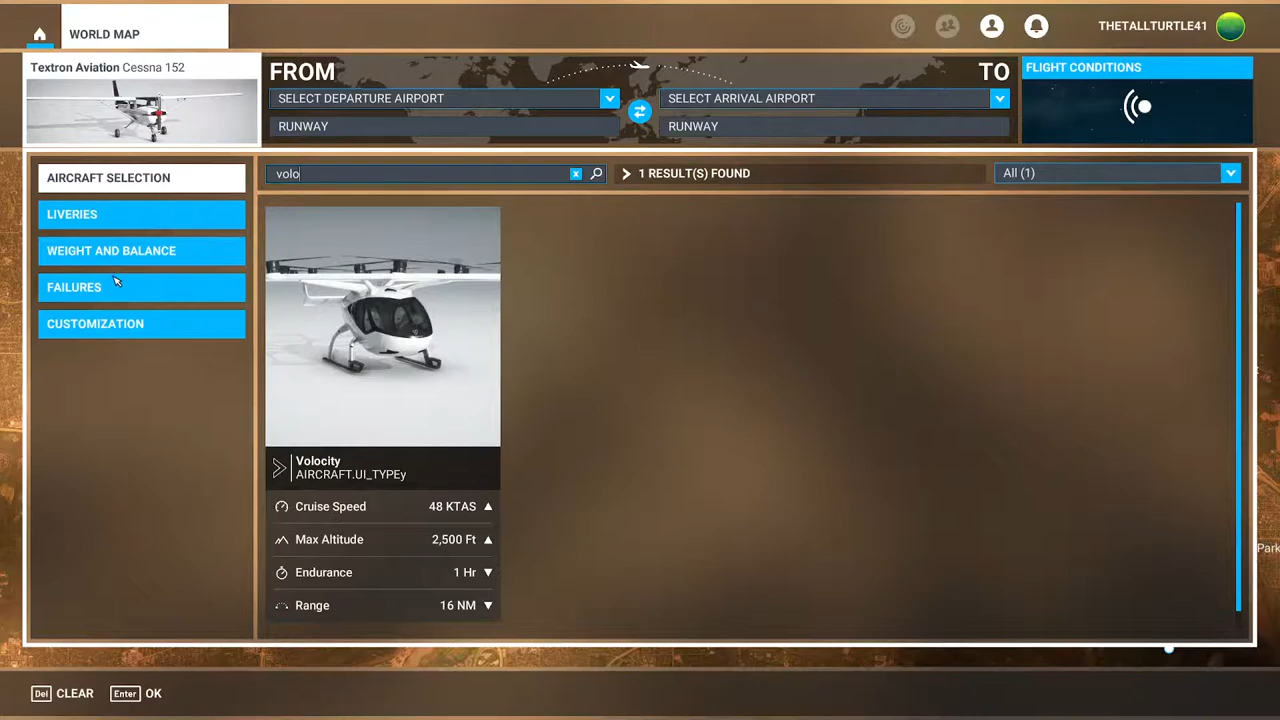 WORLD MAP
THETALLTURTLE41
Textron Aviation Cessna 152
FROM
TO
SELECT DEPARTURE AIRPORT
SELECT ARRIVAL AIRPORT
RUNWAY
RUNWAY
FLIGHT CONDITIONS
AIRCRAFT SELECTION
LIVERIES
WEIGHT AND BALANCE
FAILURES
CUSTOMIZATION
volo
1 RESULT(S) FOUND
All (1)
Volocity
AIRCRAFT.UI_TYPEy
Cruise Speed 48 KTAS
Max Altitude 2,500 Ft
Endurance 1 Hr
Range 16 NM
Park
Del CLEAR Enter OK